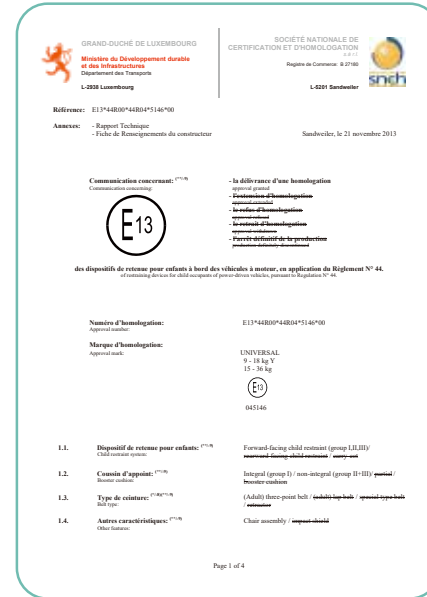 GRAND-DUCHÉ DE LUXEMBOURG
Ministère du Développement durable
et des Infrastructures
Département des Transports
L-2938 Luxembourg
SOCIÉTÉ NATIONALE DE
CERTIFICATION ET D'HOMOLOGATION
Registre de Commerce: B 27180
L-5201 Sandweiler
snch
Référence: E13*44R00*44R04*5146*00
Annexes: - Rapport Technique
- Fiche de Renseignements du constructeur
Sandweiler, le 21 novembre 2013
Communication concernant:
Communication concerning:
- la délivrance d'une homologation
approval granted
- l'extension d'homologation
approval extended
- le refus d'homologation
approval refused
- le retrait d'homologation
approval withdrawn
- l'arrêt définitif de la production
production definitively discontinued
E13
des dispositifs de retenue pour enfants à bord des véhicules à moteur, en application du Règlement N° 44.
of restraining devices for child occupants of power-driven vehicles, pursuant to Regulation N° 44.
Numéro d'homologation: E13*44R00*44R04*5146*00
Approval number:
Marque d'homologation:
Approval mark:
UNIVERSAL
9 - 18 kg Y
15 - 36 kg
E13
045146
1.1. Dispositif de retenue pour enfants: Forward-facing child restraint (group I,II,III)/
Child restraint system: rearward-facing child restraint / carry-cot
1.2. Coussin d'appoint: Integral (group I) / non-integral (group II+III)/ partial /
Booster cushion: booster cushion
1.3. Type de ceinture: (Adult) three-point belt / (adult) lap belt / special type belt
Belt type: / retractor
1.4. Autres caractéristiques: Chair assembly / impact shield
Other features:
Page 1 of 4